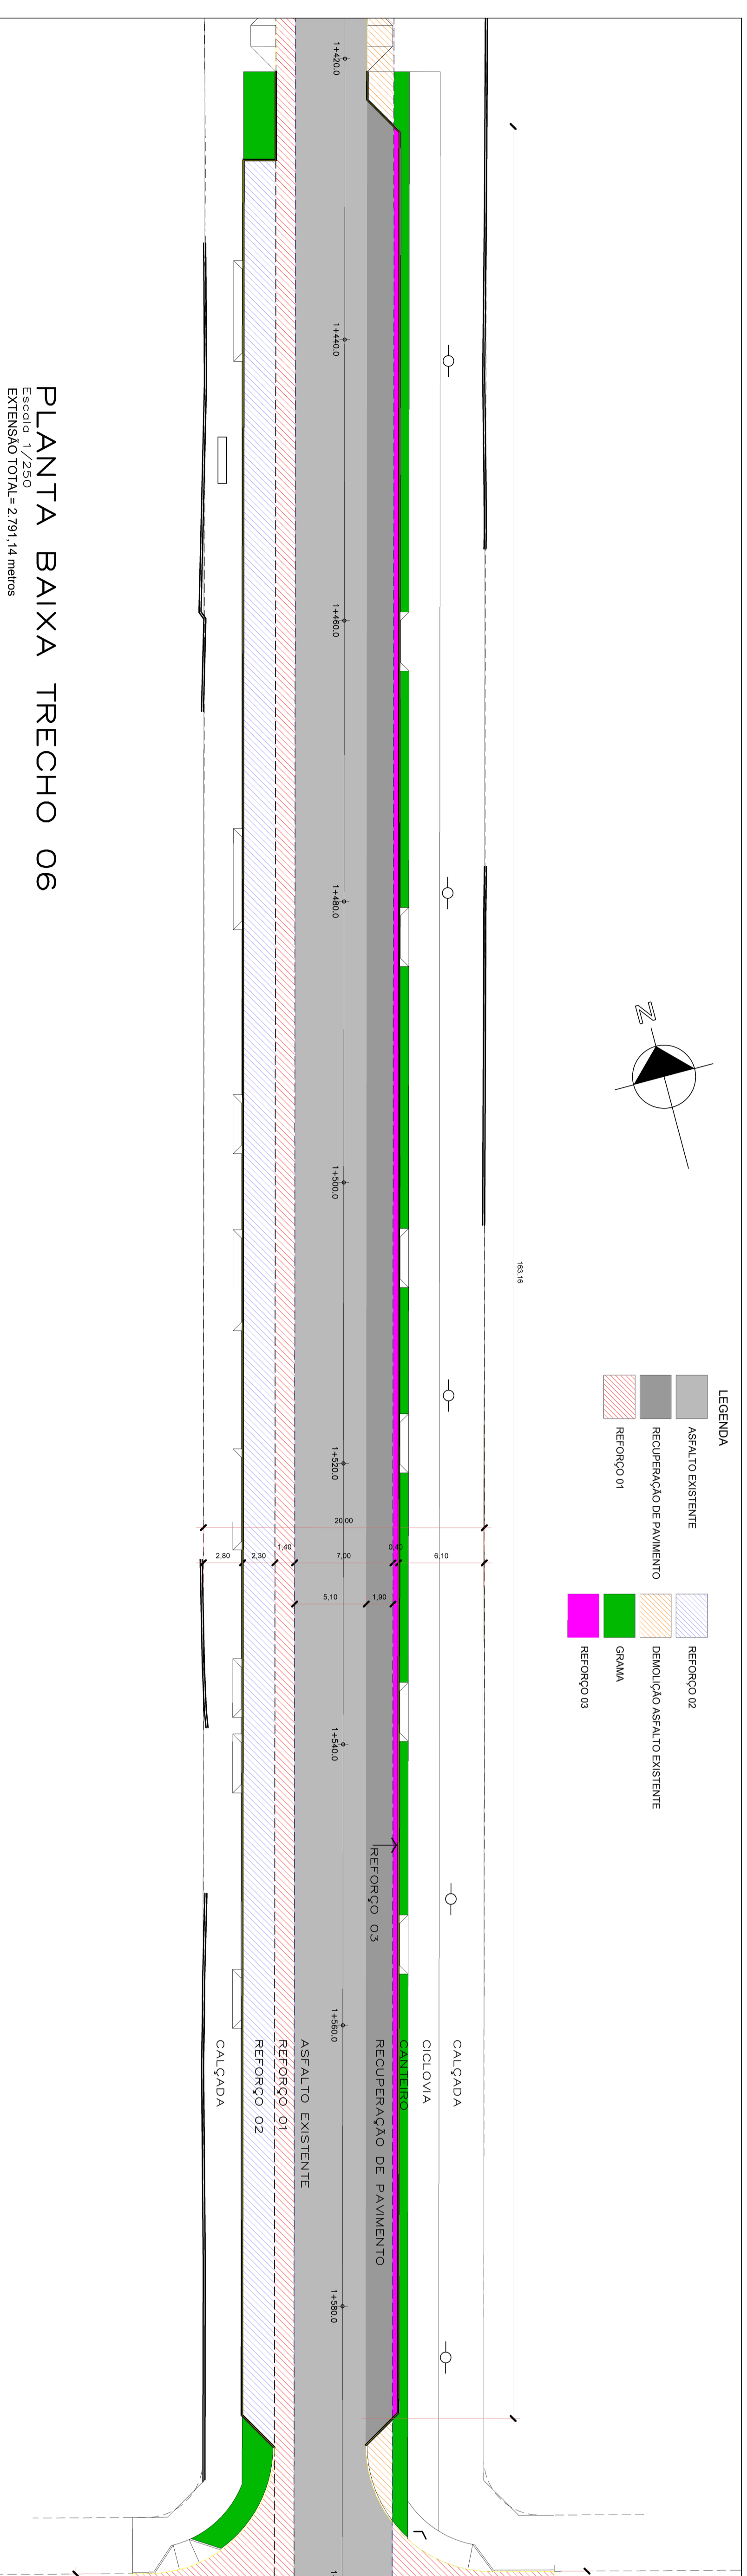 LEGENDA
ASFALTO EXISTENTE
RECUPERAÇÃO DE PAVIMENTO
REFORÇO 01
REFORÇO 02
DEMOLIÇÃO ASFALTO EXISTENTE
GRAMA
REFORÇO 03
N
163,16
1+420.0
1+440.0
1+460.0
1+480.0
1+500.0
1+520.0
1+540.0
1+560.0
1+580.0
20,00
2,80
2,30
1,40
7,00
6,10
5,10
1,90
REFORÇO 03
CALÇADA
CICLOVIA
CANTEIRO
RECUPERAÇÃO DE PAVIMENTO
ASFALTO EXISTENTE
REFORÇO 01
REFORÇO 02
CALÇADA
PLANTA BAIXA TRECHO 06
Escala 1/250
EXTENSÃO TOTAL= 2.791,14 metros